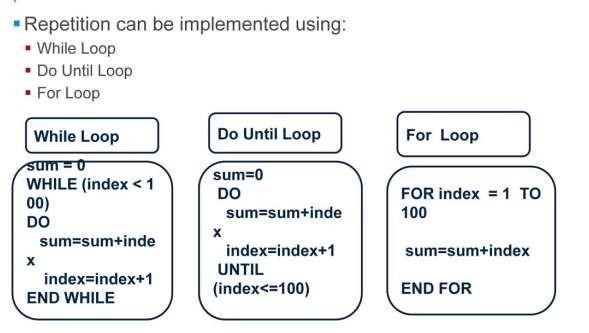 Repetition can be implemented using:
While Loop
Do Until Loop
For Loop
While Loop
sum = 0
WHILE (index < 1
00)
DO
sum=sum+inde
x
index=index+1
END WHILE
Do Until Loop
sum=0
DO
sum=sum+inde
x
index=index+1
UNTIL
(index<=100)
For Loop
FOR index = 1 TO
100
sum=sum+index
END FOR